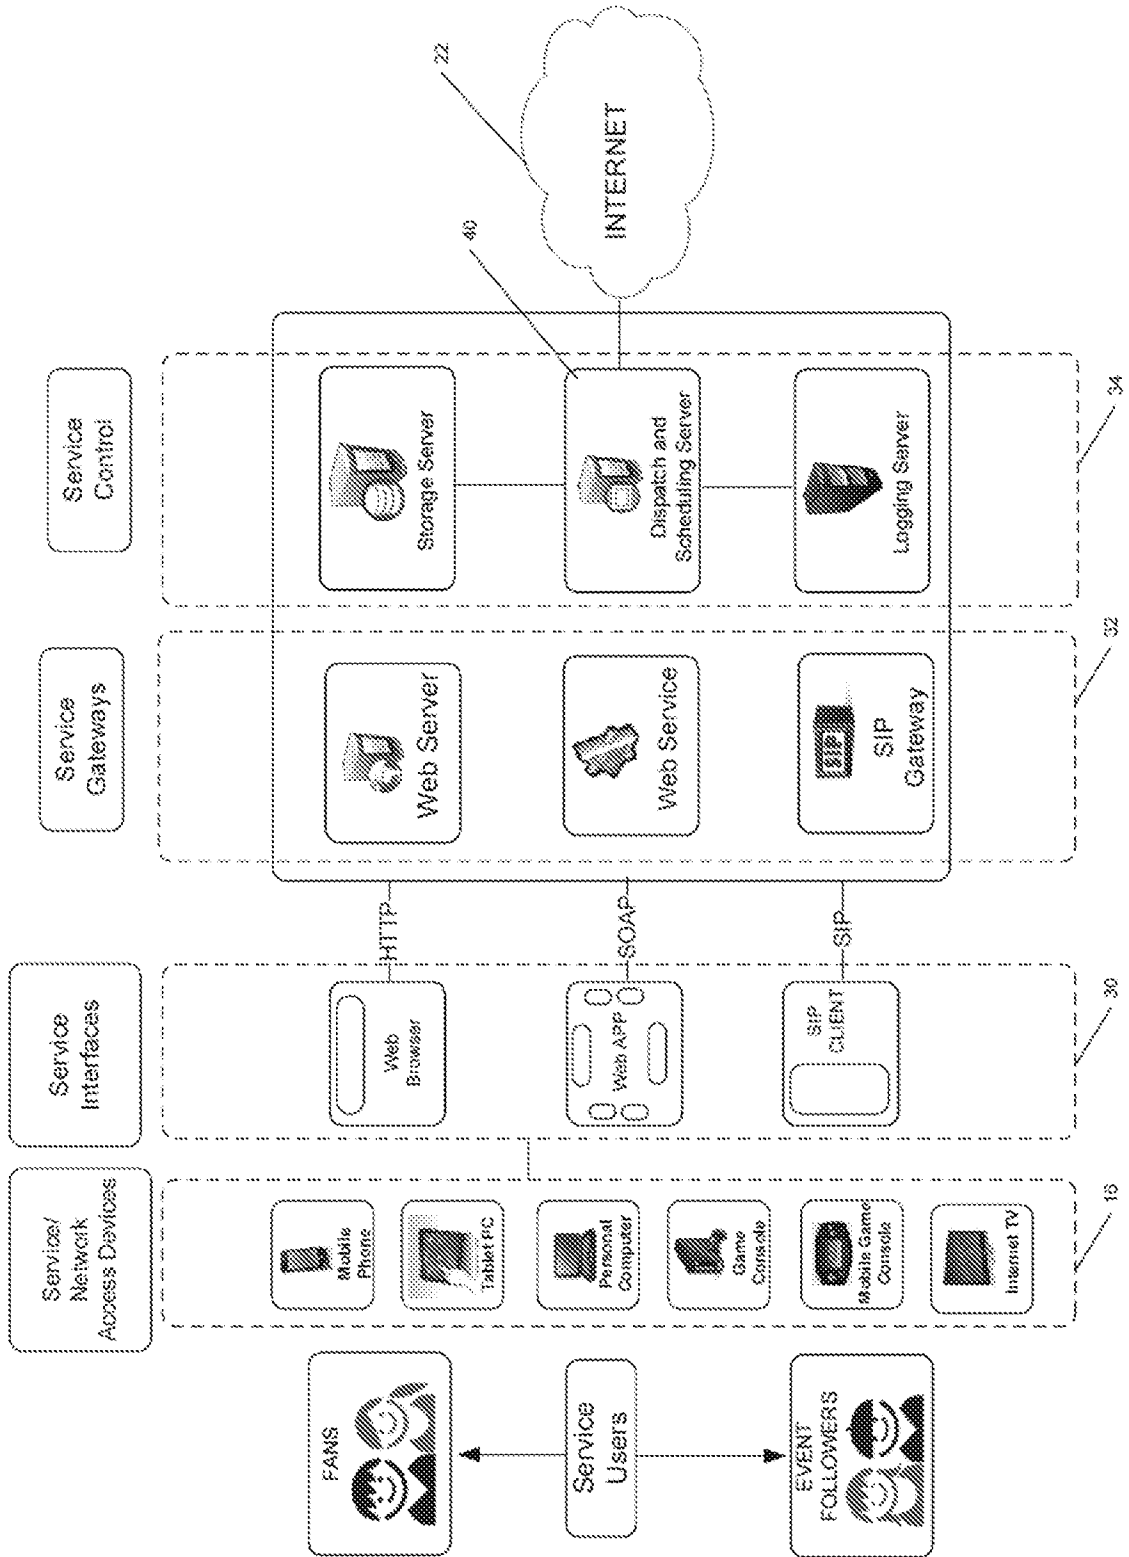 Service/
Network
Access Devices
Service
Interfaces
Service
Gateways
Service
Control
FANS
Service
Users
EVENT
FOLLOWERS
Mobile
Phone
Tablet PC
Personal
Computer
Game
Console
Mobile Game
Console
Internet TV
16
Web
Browser
Web APP
SIP
CLIENT
30
HTTP
SOAP
SIP
Web Server
Web Service
SIP
SIP
Gateway
32
Storage Server
Dispatch and
Scheduling Server
Logging Server
34
40
22
INTERNET